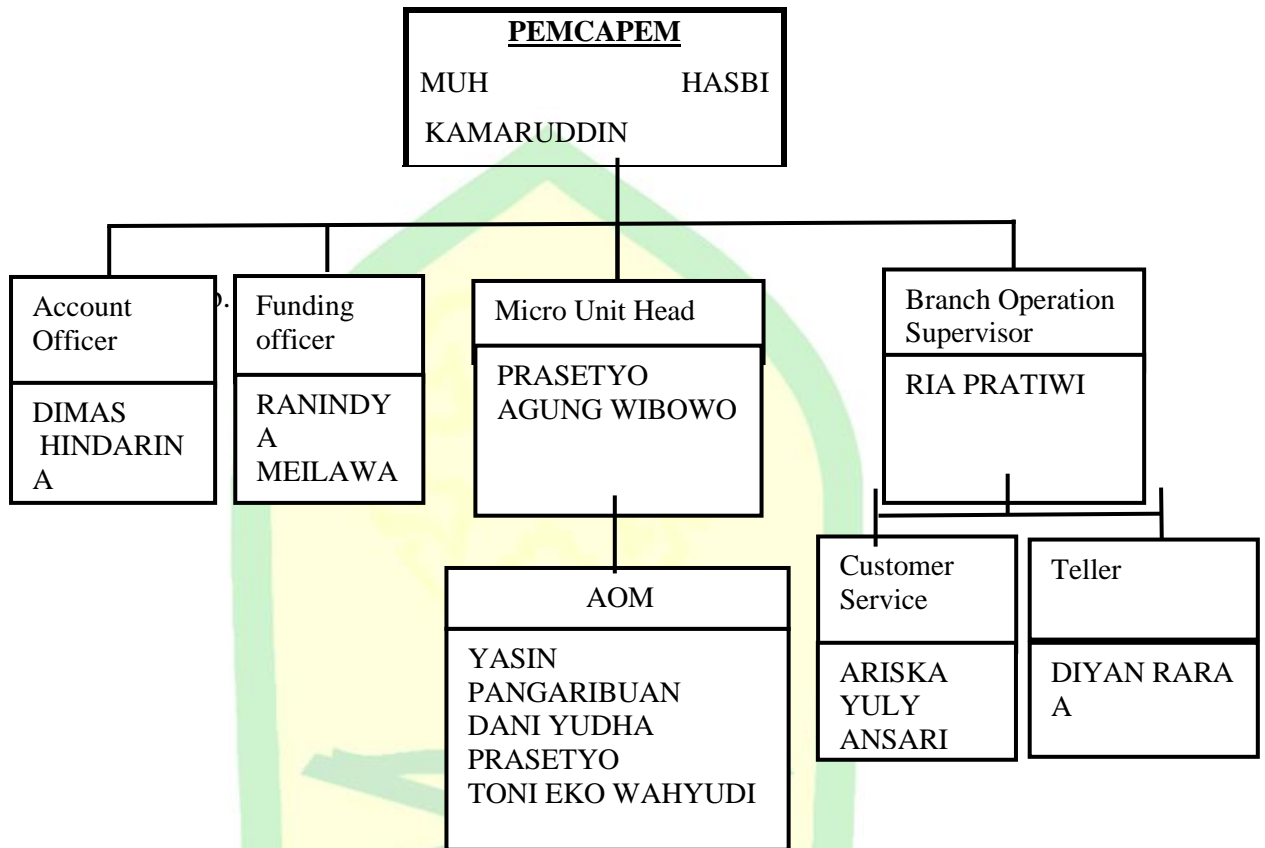 PEMCAPEM
MUH HASBI
KAMARUDDIN
Account
Officer
DIMAS
HINDARIN
A
Funding
officer
RANINDY
A
MEILAWA
Micro Unit Head
PRASETYO
AGUNG WIBOWO
Branch Operation
Supervisor
RIA PRATIWI
AOM
YASIN
PANGARIBUAN
DANI YUDHA
PRASETYO
TONI EKO WAHYUDI
Customer
Service
ARISKA
YULY
ANSARI
Teller
DIYAN RARA
A